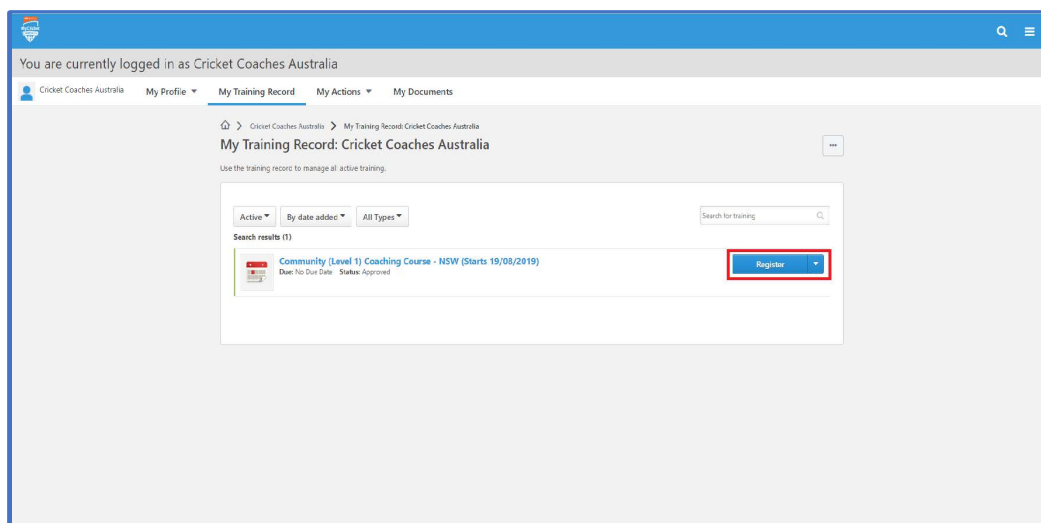 MyCricket
You are currently logged in as Cricket Coaches Australia
Cricket Coaches Australia My Profile My Training Record My Actions My Documents
Cricket Coaches Australia My Training Record: Cricket Coaches Australia
My Training Record: Cricket Coaches Australia
Use the training record to manage all active training.
Active By date added All Types Search for training
Search results (1)
Community (Level 1) Coaching Course - NSW (Starts 19/08/2019)
Due: No Due Date Status: Approved
Register